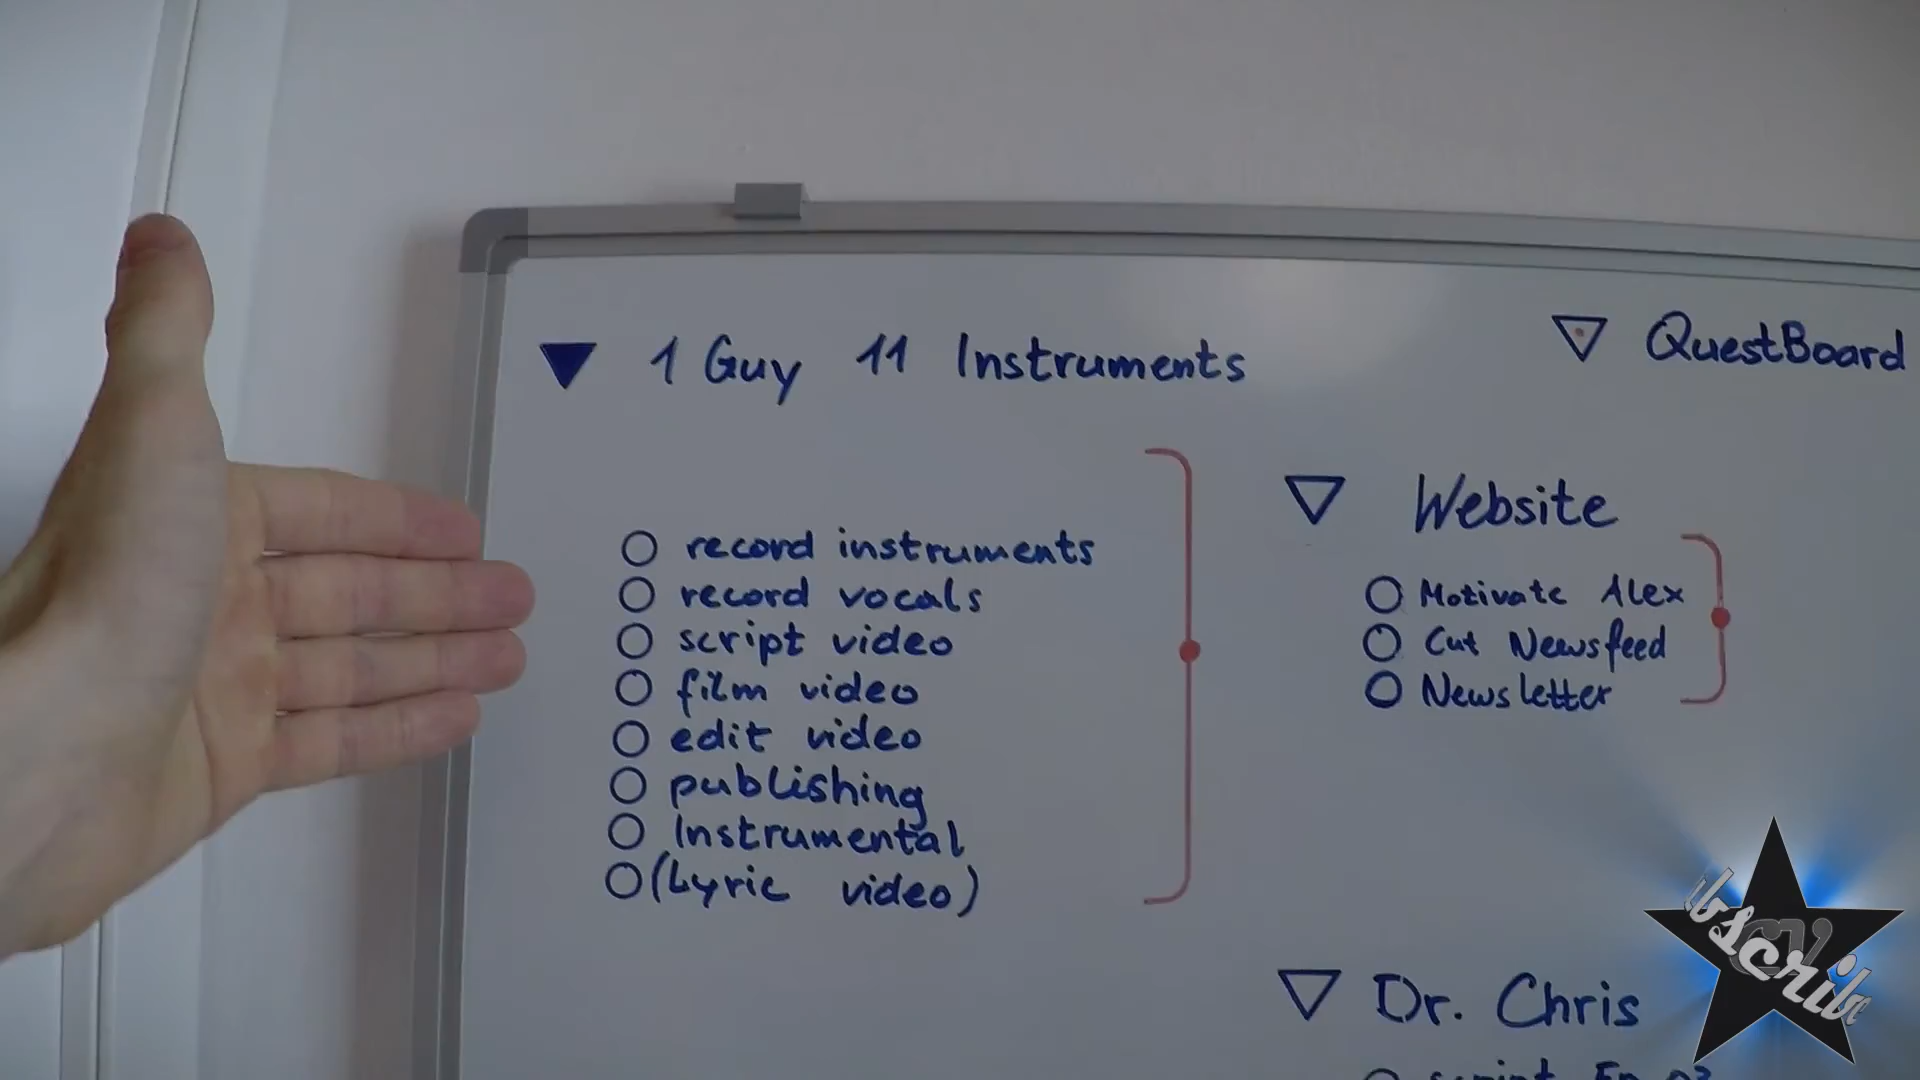 1 Guy 11 Instruments
record instruments
record vocals
script video
film video
edit video
publishing
Instrumental
(Lyric video)
QuestBoard
Website
Motivate Alex
Cut Newsfeed
Newsletter
Dr. Chris
script